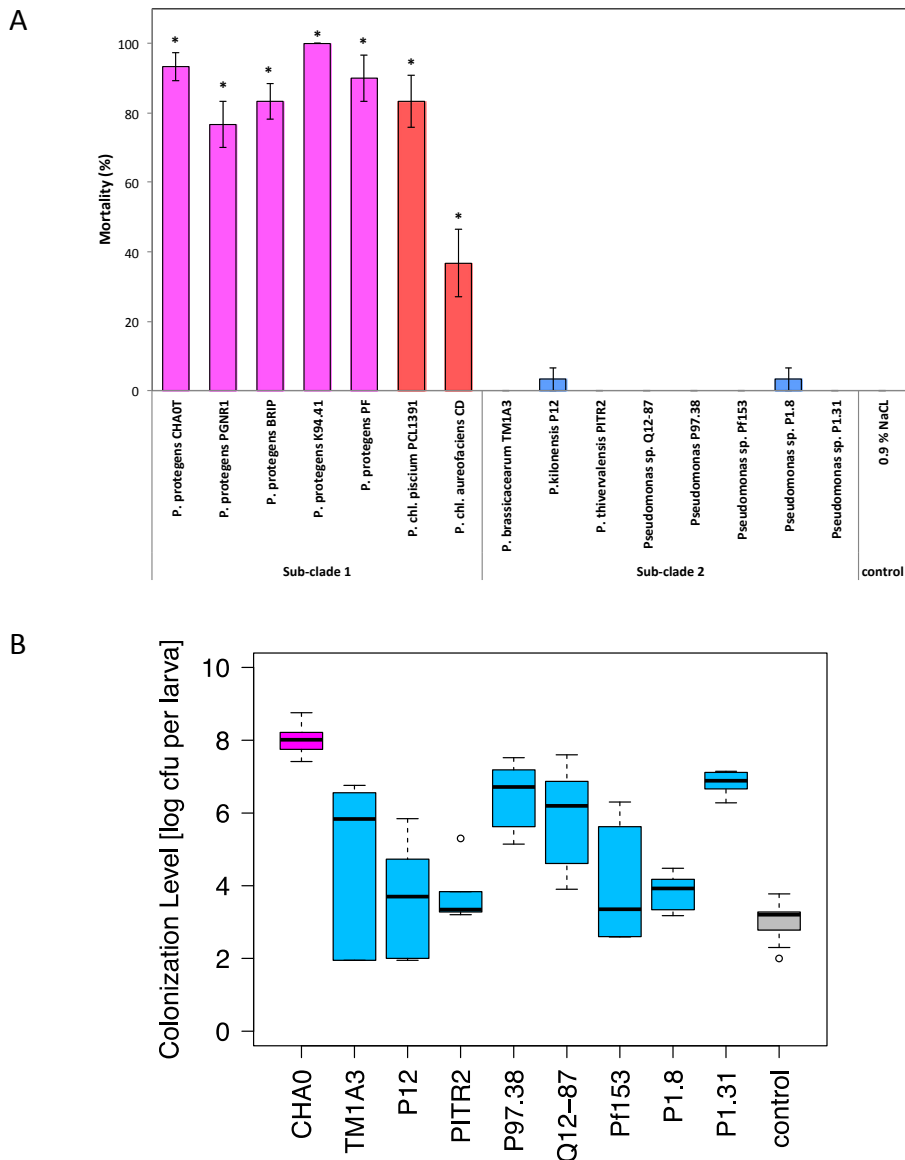 A
Mortality (%)
100
80
60
40
20
0
*
*
*
*
*
*
*
P. protegens CHA0T
P. protegens PGNR1
P. protegens BRIP
P. protegens K94.41
P. protegens PF
P. chl. piscium PCL1391
P. chl. aureofaciens CD
P. brassicacearum TM1A3
P.kilonensis P12
P. thivervalensis PITR2
Pseudomonas sp. Q12-87
Pseudomonas P97.38
Pseudomonas sp. Pf153
Pseudomonas sp. P1.8
Pseudomonas sp. P1.31
0.9 % NaCL
Sub-clade 1
Sub-clade 2
control
B
Colonization Level [log cfu per larva]
10
8
6
4
2
0
CHA0
TM1A3
P12
PITR2
P97.38
Q12−87
Pf153
P1.8
P1.31
control